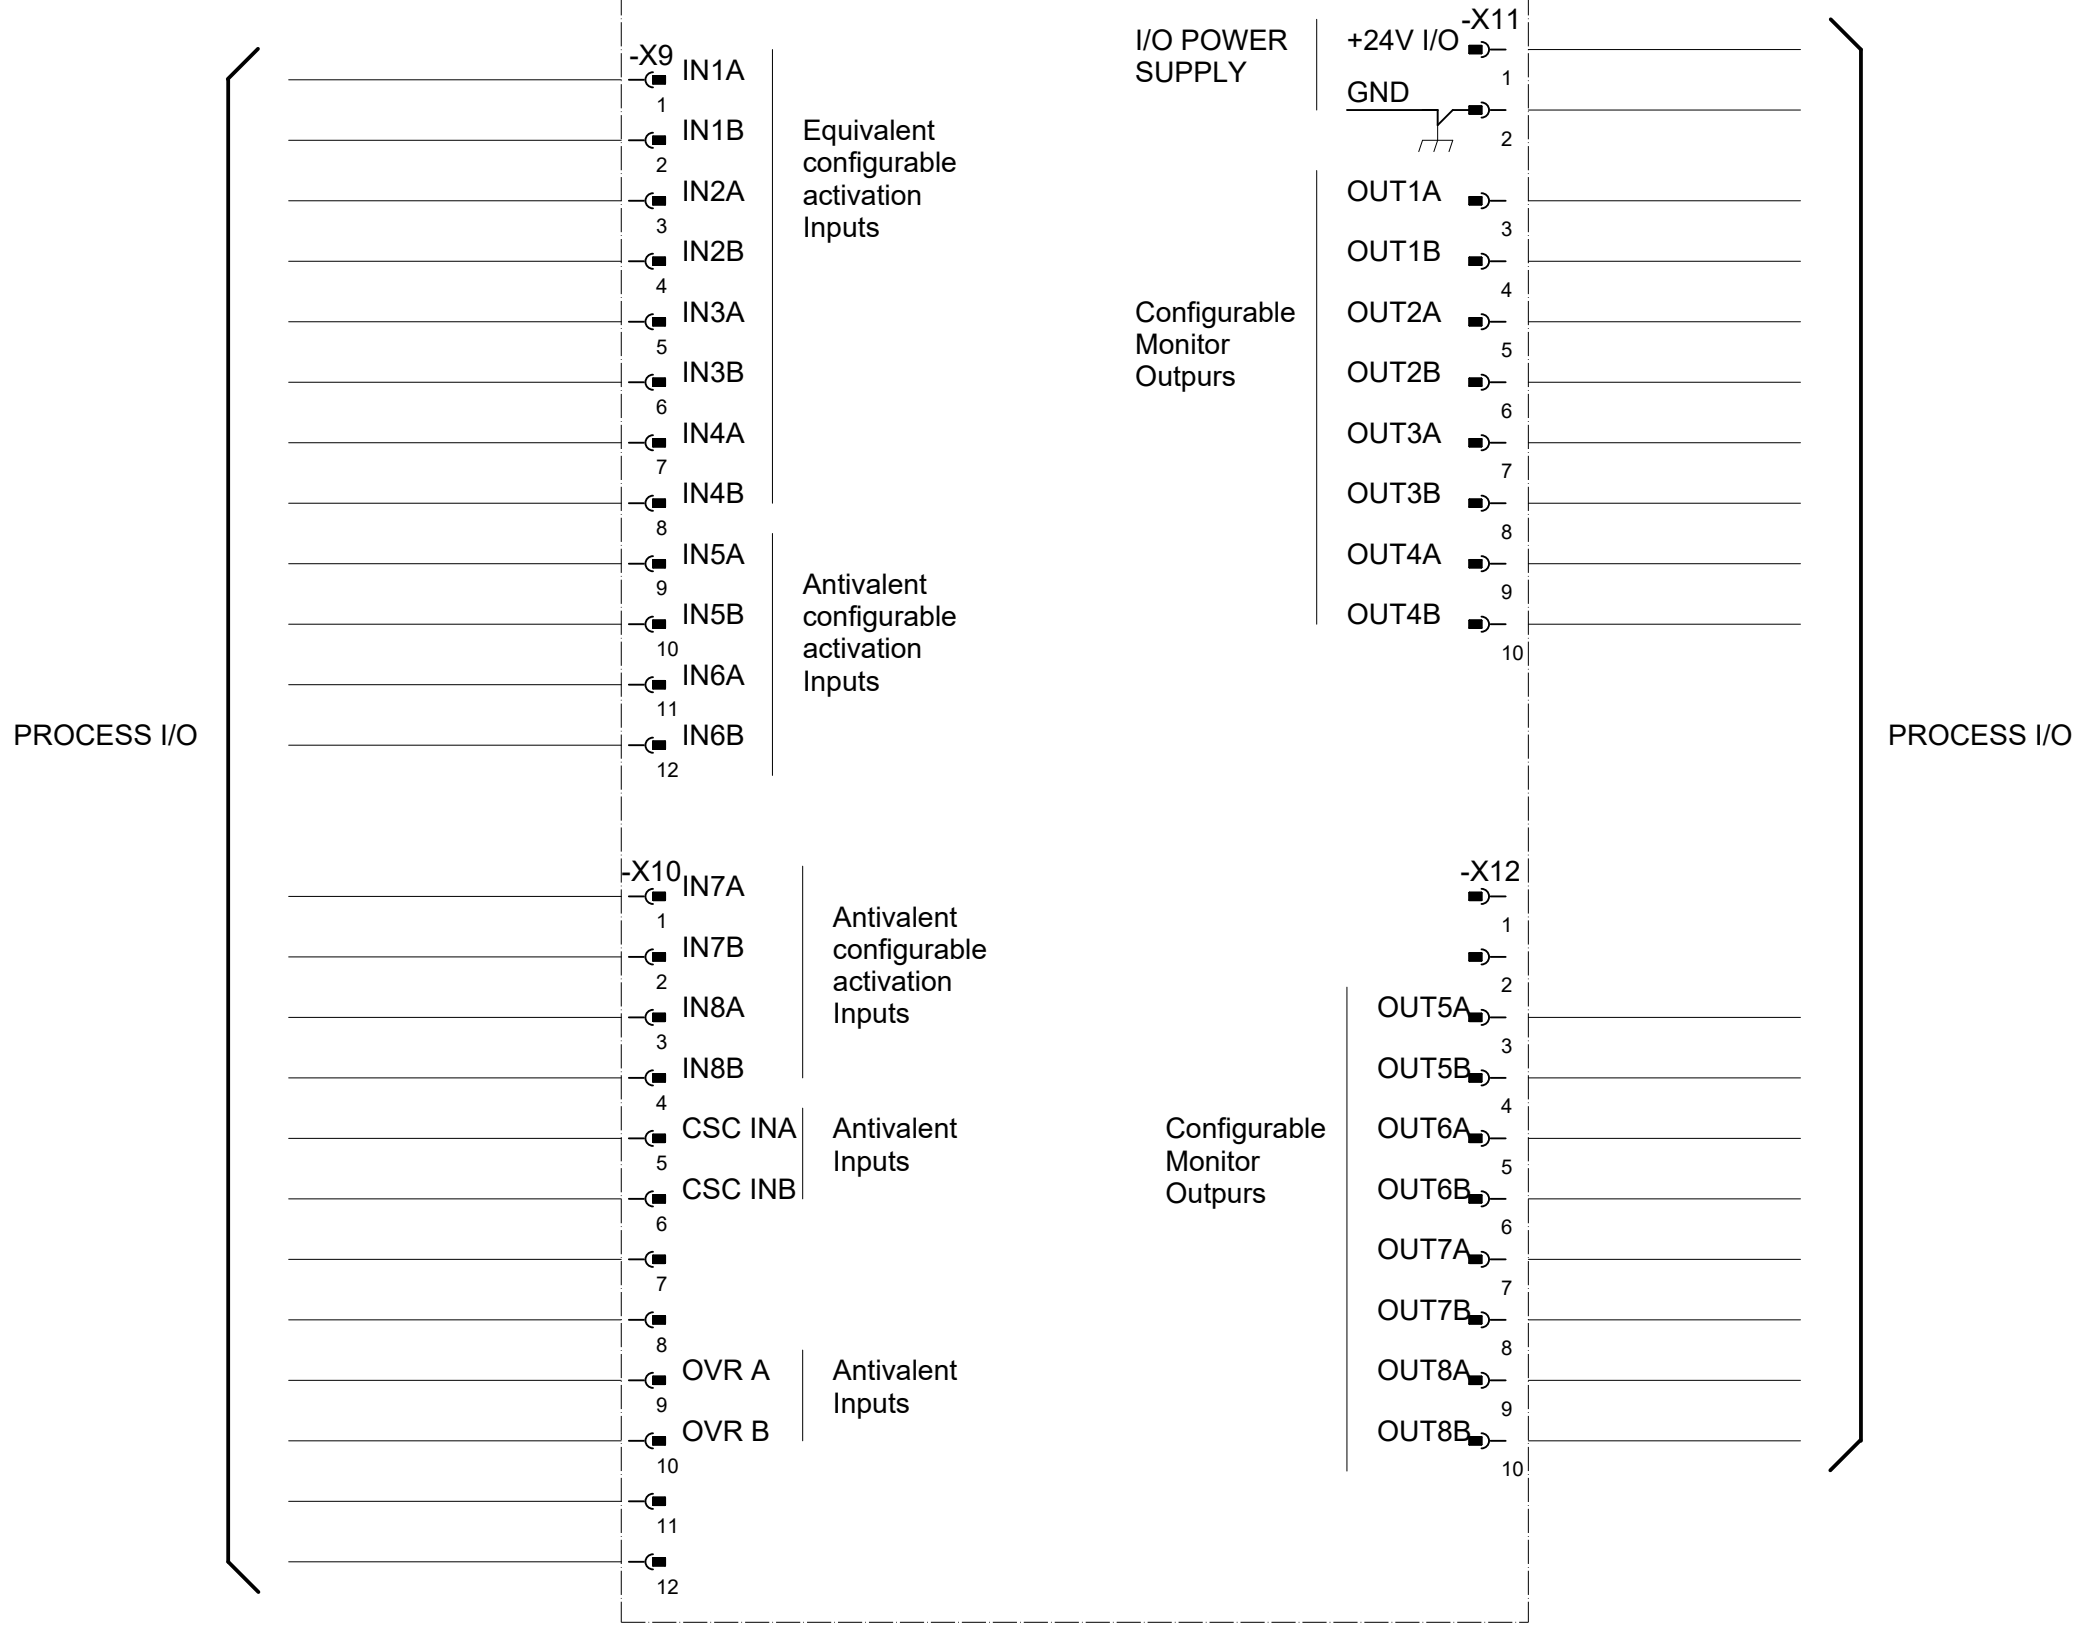 PROCESS I/O
-X9
IN1A
1
IN1B
2
IN2A
3
IN2B
4
IN3A
5
IN3B
6
IN4A
7
IN4B
8
IN5A
9
IN5B
10
IN6A
11
IN6B
12
Equivalent
configurable
activation
Inputs
Antivalent
configurable
activation
Inputs
-X10
IN7A
1
IN7B
2
IN8A
3
IN8B
4
CSC INA
5
CSC INB
6
7
8
OVR A
9
OVR B
10
11
12
Antivalent
configurable
activation
Inputs
Antivalent
Inputs
Antivalent
Inputs
I/O POWER
SUPPLY
-X11
+24V I/O
1
GND
2
Configurable
Monitor
Outpurs
OUT1A
3
OUT1B
4
OUT2A
5
OUT2B
6
OUT3A
7
OUT3B
8
OUT4A
9
OUT4B
10
-X12
1
2
Configurable
Monitor
Outpurs
OUT5A
3
OUT5B
4
OUT6A
5
OUT6B
6
OUT7A
7
OUT7B
8
OUT8A
9
OUT8B
10
PROCESS I/O